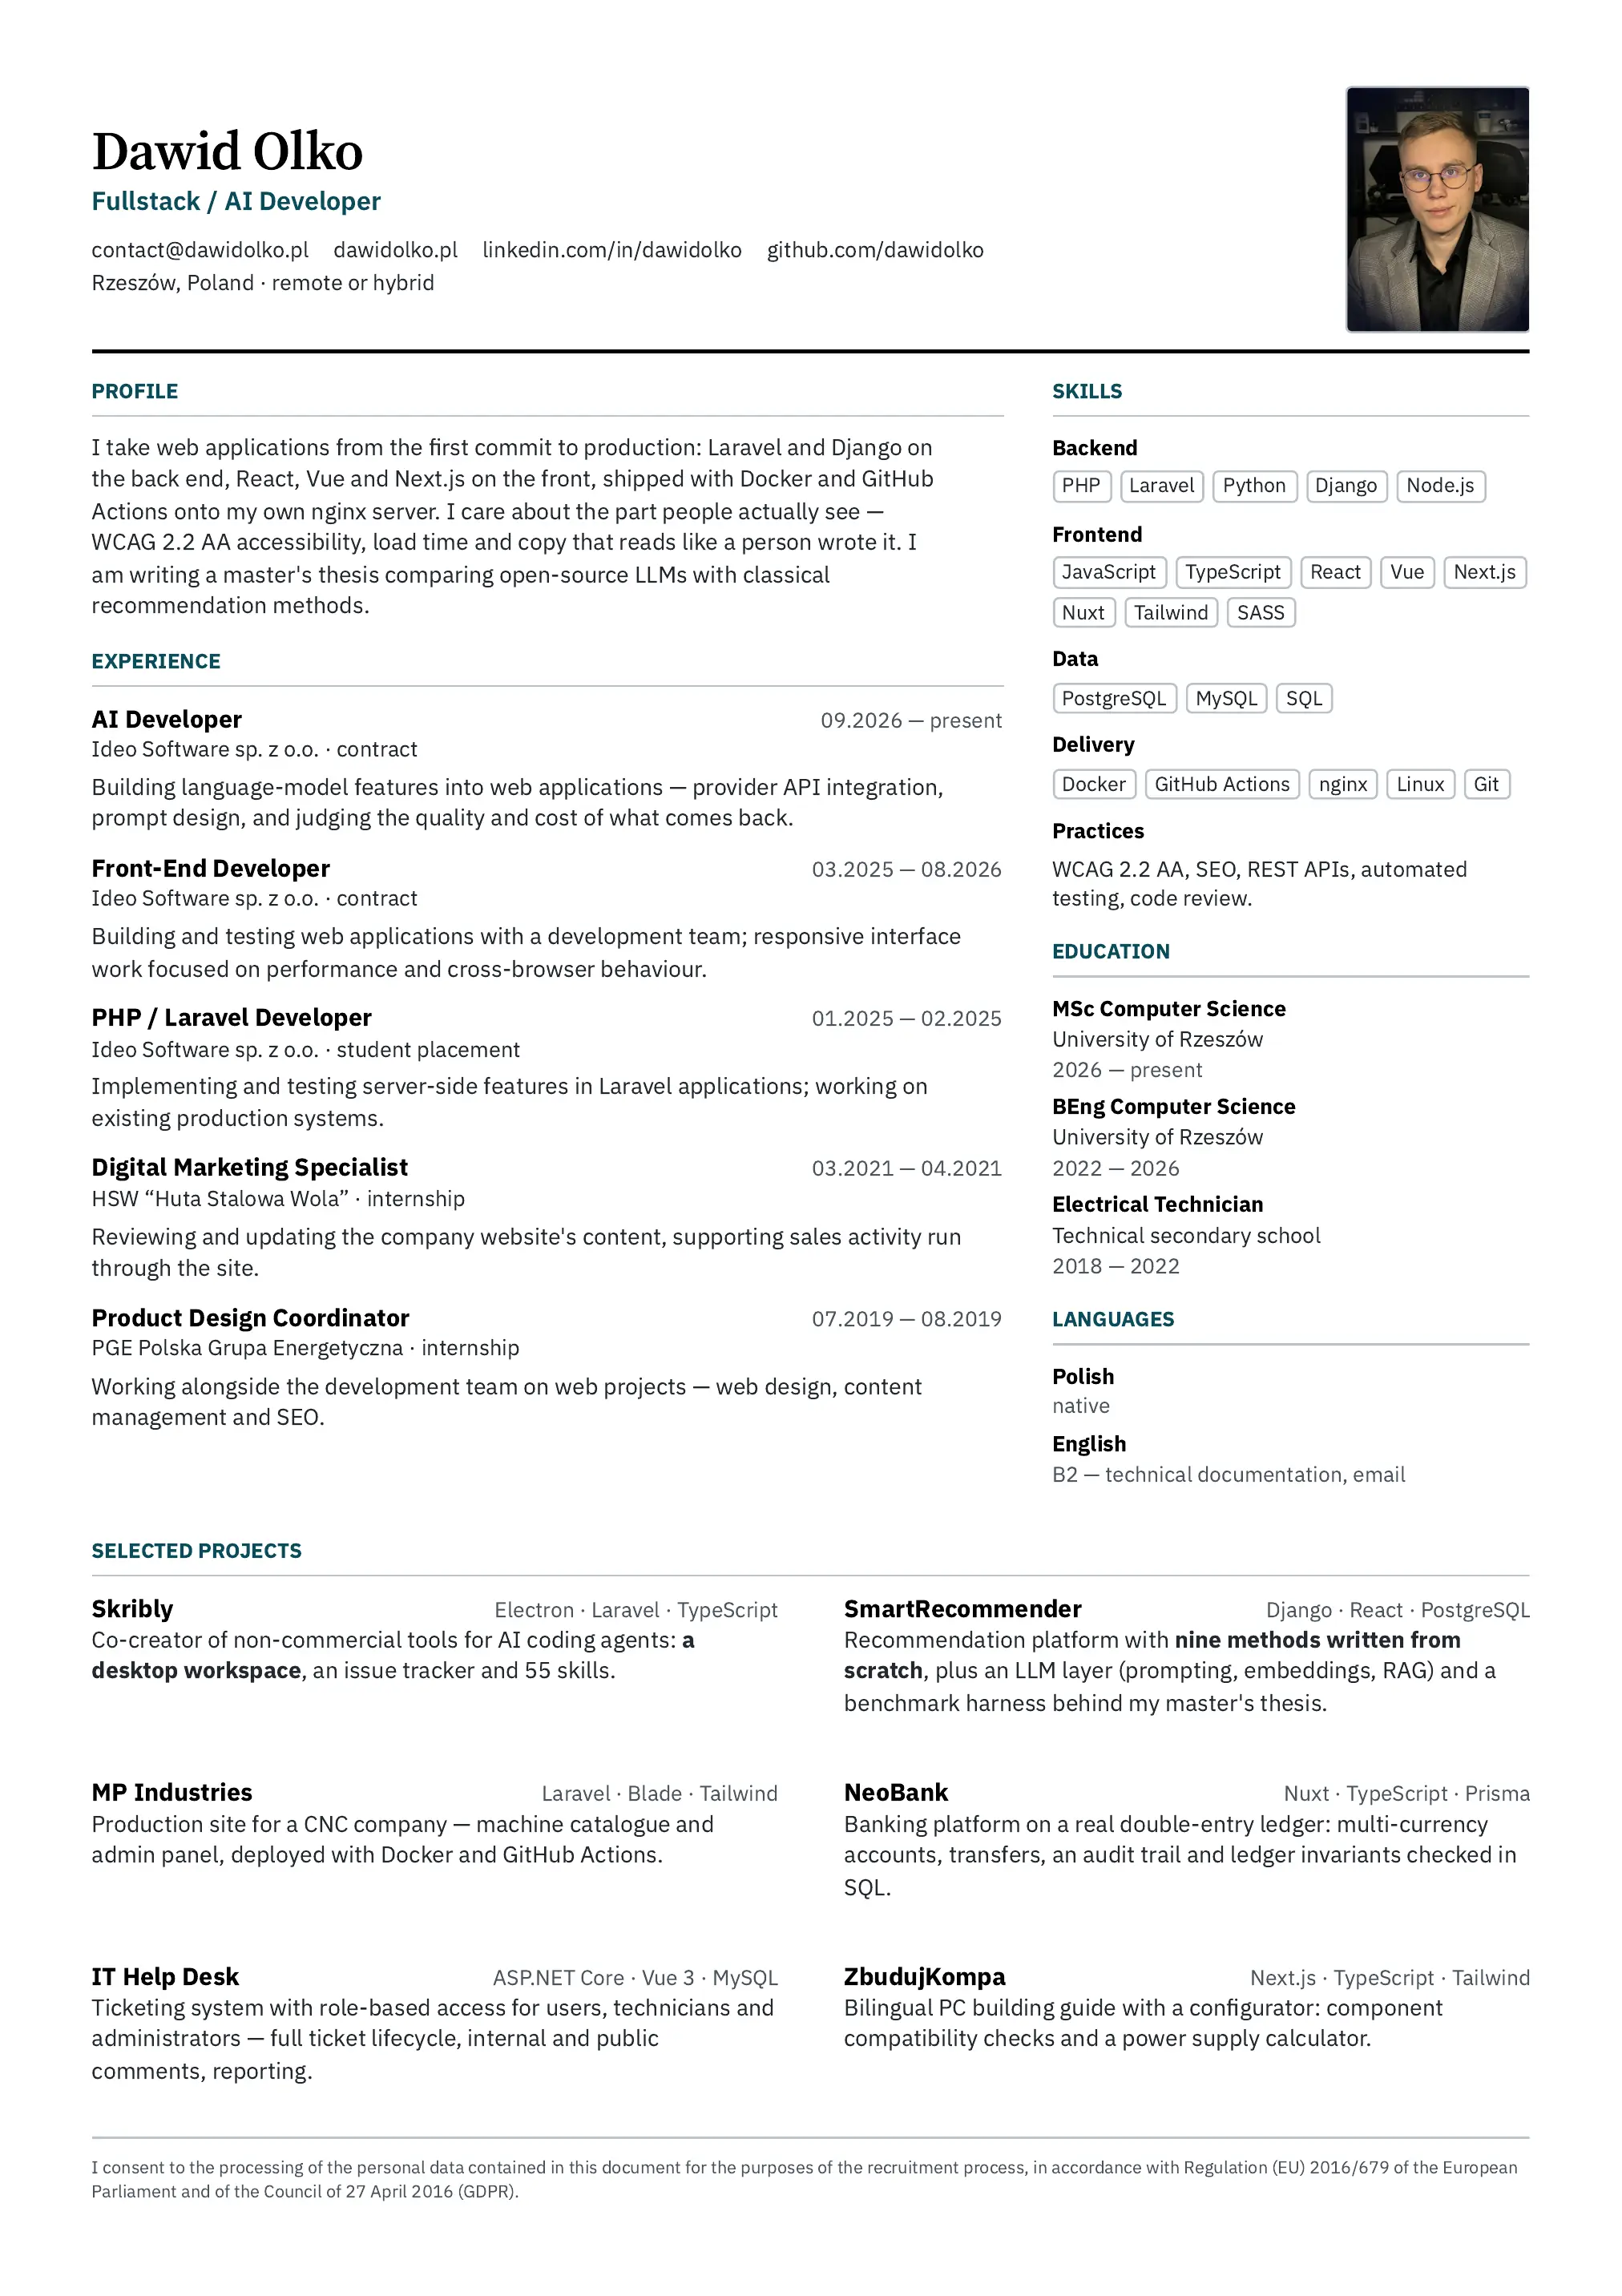 Dawid Olko
Fullstack / AI Developer
contact@dawidolko.pl dawidolko.pl linkedin.com/in/dawidolko github.com/dawidolko
Rzeszów, Poland · remote or hybrid
PROFILE
I take web applications from the first commit to production: Laravel and Django on
the back end, React, Vue and Next.js on the front, shipped with Docker and GitHub
Actions onto my own nginx server. I care about the part people actually see —
WCAG 2.2 AA accessibility, load time and copy that reads like a person wrote it. I
am writing a master's thesis comparing open-source LLMs with classical
recommendation methods.
EXPERIENCE
AI Developer 09.2026 — present
Ideo Software sp. z o.o. · contract
Building language-model features into web applications — provider API integration,
prompt design, and judging the quality and cost of what comes back.
Front-End Developer 03.2025 — 08.2026
Ideo Software sp. z o.o. · contract
Building and testing web applications with a development team; responsive interface
work focused on performance and cross-browser behaviour.
PHP / Laravel Developer 01.2025 — 02.2025
Ideo Software sp. z o.o. · student placement
Implementing and testing server-side features in Laravel applications; working on
existing production systems.
Digital Marketing Specialist 03.2021 — 04.2021
HSW “Huta Stalowa Wola” · internship
Reviewing and updating the company website's content, supporting sales activity run
through the site.
Product Design Coordinator 07.2019 — 08.2019
PGE Polska Grupa Energetyczna · internship
Working alongside the development team on web projects — web design, content
management and SEO.
SKILLS
Backend
PHP Laravel Python Django Node.js
Frontend
JavaScript TypeScript React Vue Next.js
Nuxt Tailwind SASS
Data
PostgreSQL MySQL SQL
Delivery
Docker GitHub Actions nginx Linux Git
Practices
WCAG 2.2 AA, SEO, REST APIs, automated
testing, code review.
EDUCATION
MSc Computer Science
University of Rzeszów
2026 — present
BEng Computer Science
University of Rzeszów
2022 — 2026
Electrical Technician
Technical secondary school
2018 — 2022
LANGUAGES
Polish
native
English
B2 — technical documentation, email
SELECTED PROJECTS
Skribly Electron · Laravel · TypeScript
Co-creator of non-commercial tools for AI coding agents: a
desktop workspace, an issue tracker and 55 skills.
SmartRecommender Django · React · PostgreSQL
Recommendation platform with nine methods written from
scratch, plus an LLM layer (prompting, embeddings, RAG) and a
benchmark harness behind my master's thesis.
MP Industries Laravel · Blade · Tailwind
Production site for a CNC company — machine catalogue and
admin panel, deployed with Docker and GitHub Actions.
NeoBank Nuxt · TypeScript · Prisma
Banking platform on a real double-entry ledger: multi-currency
accounts, transfers, an audit trail and ledger invariants checked in
SQL.
IT Help Desk ASP.NET Core · Vue 3 · MySQL
Ticketing system with role-based access for users, technicians and
administrators — full ticket lifecycle, internal and public
comments, reporting.
ZbudujKompa Next.js · TypeScript · Tailwind
Bilingual PC building guide with a configurator: component
compatibility checks and a power supply calculator.
I consent to the processing of the personal data contained in this document for the purposes of the recruitment process, in accordance with Regulation (EU) 2016/679 of the European
Parliament and of the Council of 27 April 2016 (GDPR).